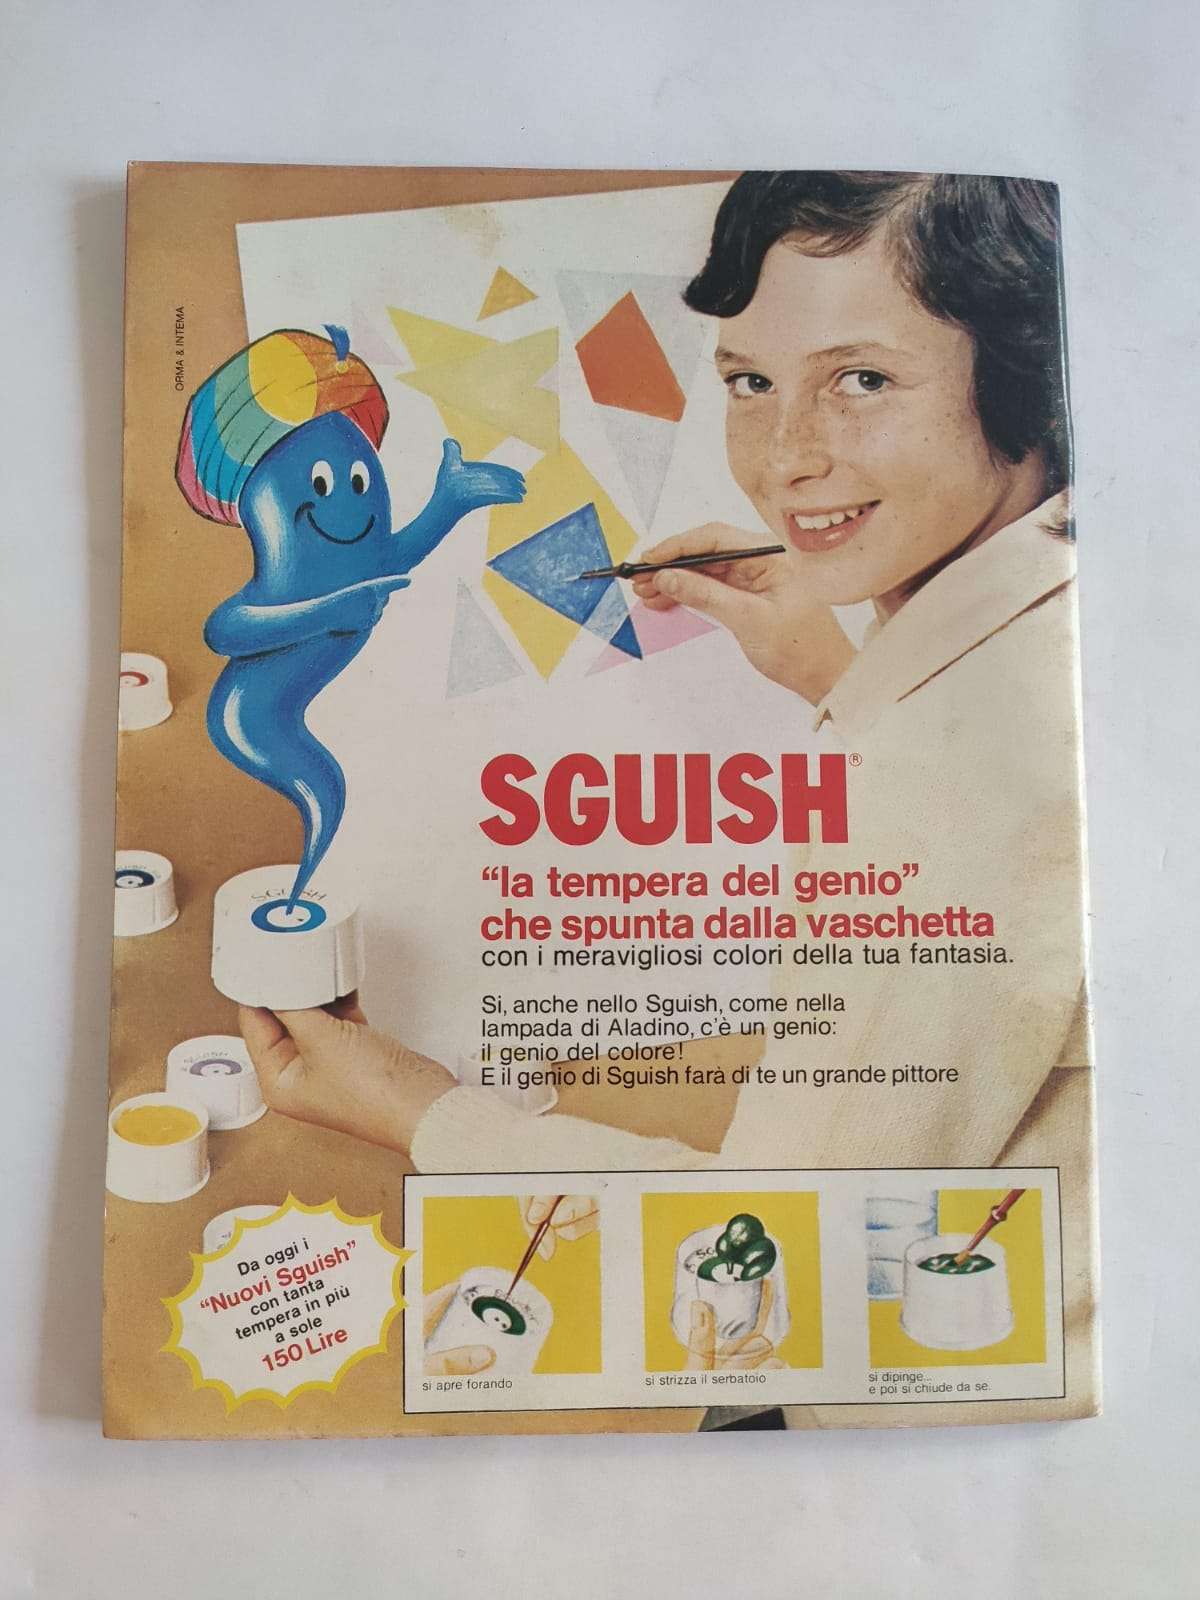 ORMA & INTEMA
SGUISH
SGUISH®
"la tempera del genio"
che spunta dalla vaschetta
con i meravigliosi colori della tua fantasia.
Si, anche nello Sguish, come nella
lampada di Aladino, c'è un genio:
il genio del colore!
E il genio di Sguish farà di te un grande pittore
Da oggi i
"Nuovi Sguish"
con tanta
tempera in più
a sole
150 Lire
si apre forando
si strizza il serbatoio
si dipinge...
e poi si chiude da se.